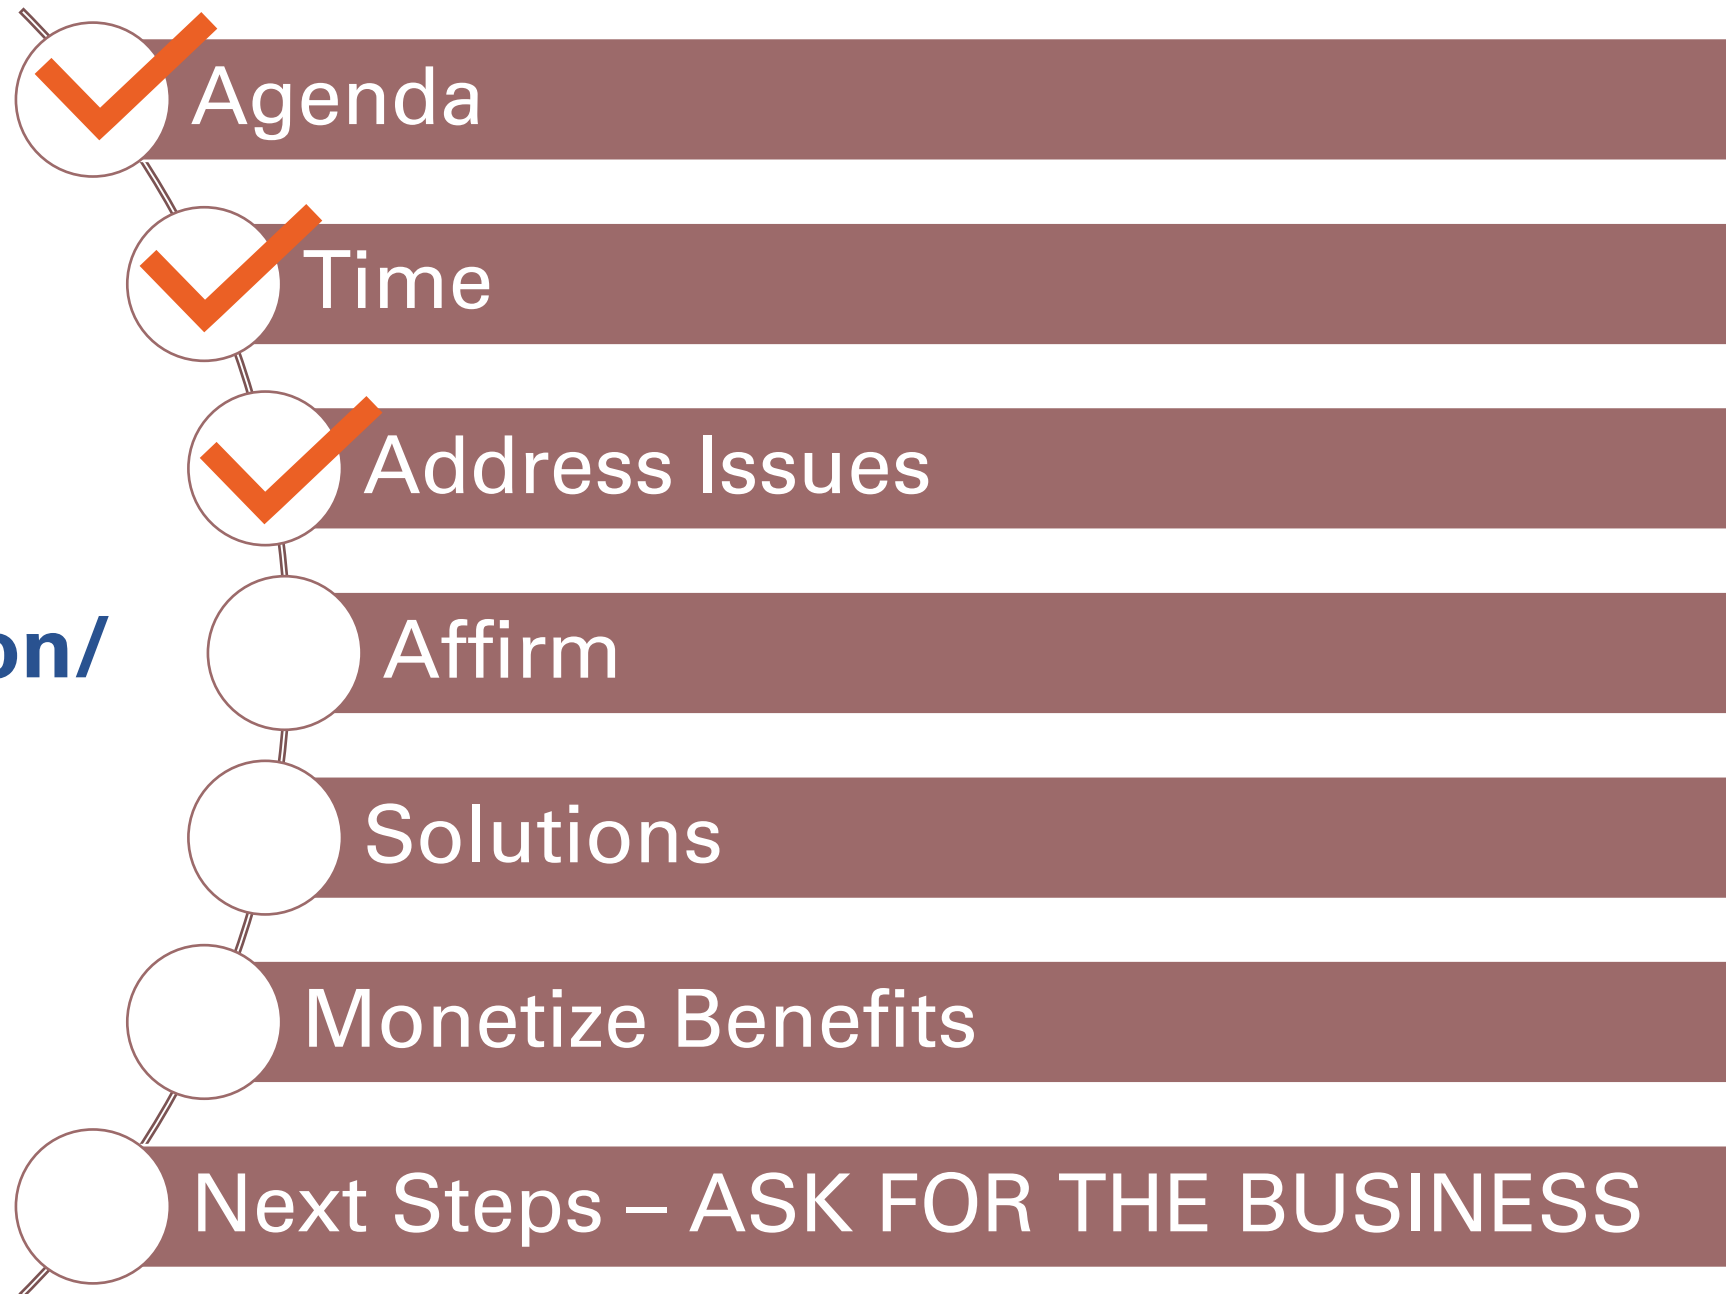 Agenda
Time
Address Issues
on/
Affirm
Solutions
Monetize Benefits
Next Steps – ASK FOR THE BUSINESS